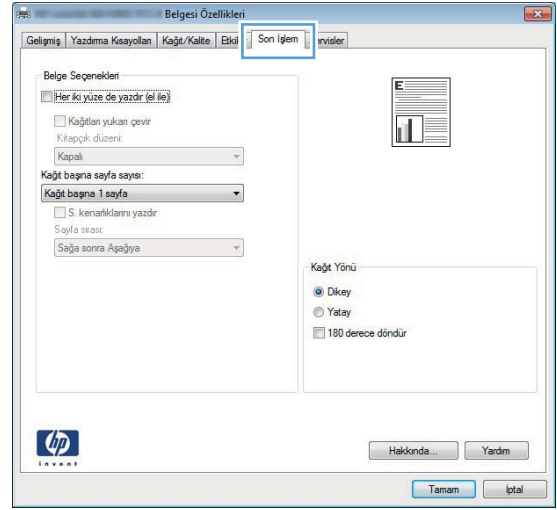 Belgesi Özellikleri
Gelişmiş Yazdırma Kısayolları Kağıt/Kalite Son İşlem
Belge Seçenekleri
Her iki yüze de yazdır (el ile)
Kağıtları yukarı çevir
Kitapçık düzeni:
Kapalı
Kağıt başına sayfa sayısı:
Kağıt başına 1 sayfa
S. kenarlıklarını yazdır
Sayfa sırası:
Sağa sonra Aşağıya
E
Kağıt Yönü
Dikey
Yatay
180 derece döndür
hp
invent
Hakkında... Yardım
Tamam İptal